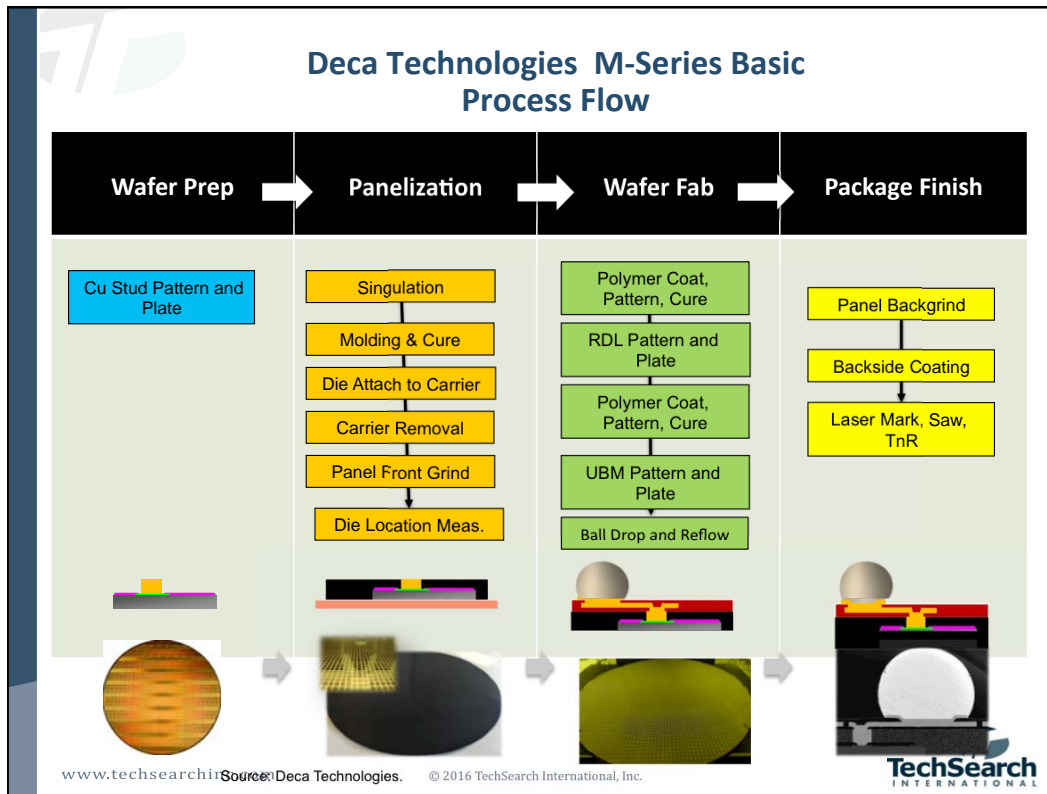 Deca Technologies M-Series Basic
Process Flow
Wafer Prep
Panelization
Wafer Fab
Package Finish
Cu Stud Pattern and
Plate
Singulation
Molding & Cure
Die Attach to Carrier
Carrier Removal
Panel Front Grind
Die Location Meas.
Polymer Coat,
Pattern, Cure
RDL Pattern and
Plate
Polymer Coat,
Pattern, Cure
UBM Pattern and
Plate
Ball Drop and Reflow
Panel Backgrind
Backside Coating
Laser Mark, Saw,
TnR
Source: Deca Technologies.
© 2016 TechSearch International, Inc.
TechSearch
INTERNATIONAL